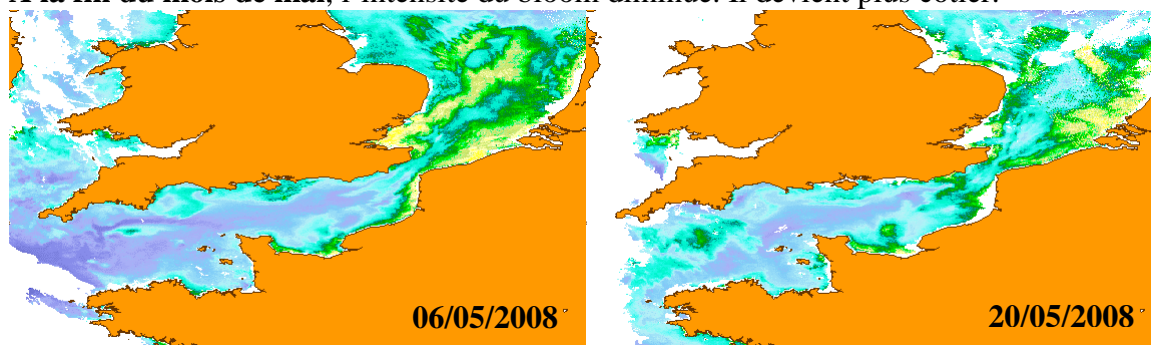 A la fin du mois de mai, l'intensité du bloom diminue. Il devient plus côtier.
06/05/2008
20/05/2008